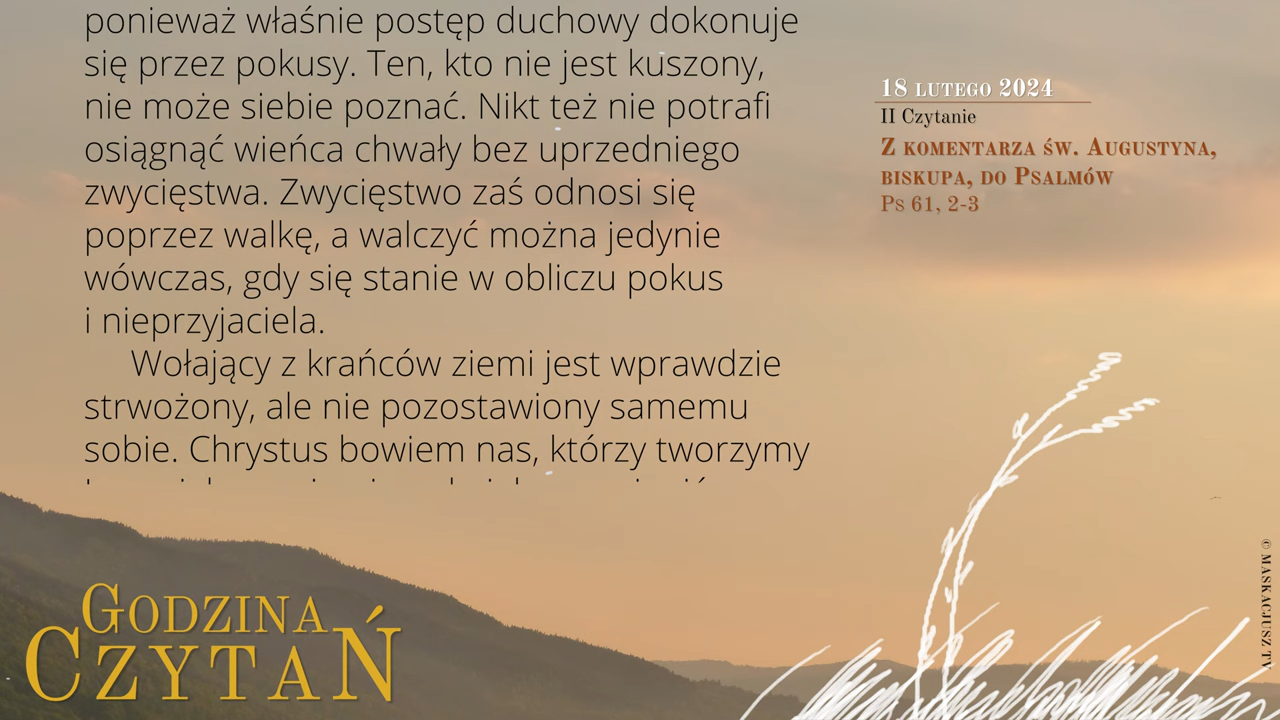 ponieważ właśnie postęp duchowy dokonuje
się przez pokusy. Ten, kto nie jest kuszony,
nie może siebie poznać. Nikt też nie potrafi
osiągnąć wieńca chwały bez uprzedniego
zwycięstwa. Zwycięstwo zaś odnosi się
poprzez walkę, a walczyć można jedynie
wówczas, gdy się stanie w obliczu pokus
i nieprzyjaciela.
Wołający z krańców ziemi jest wprawdzie
strwożony, ale nie pozostawiony samemu
sobie. Chrystus bowiem nas, którzy tworzymy
18 LUTEGO 2024
II Czytanie
Z KOMENTARZA ŚW. AUGUSTYNA,
BISKUPA, DO PSALMÓW
Ps 61, 2-3
GODZINA
CZYTAŃ
© MASKACJUSZ TV